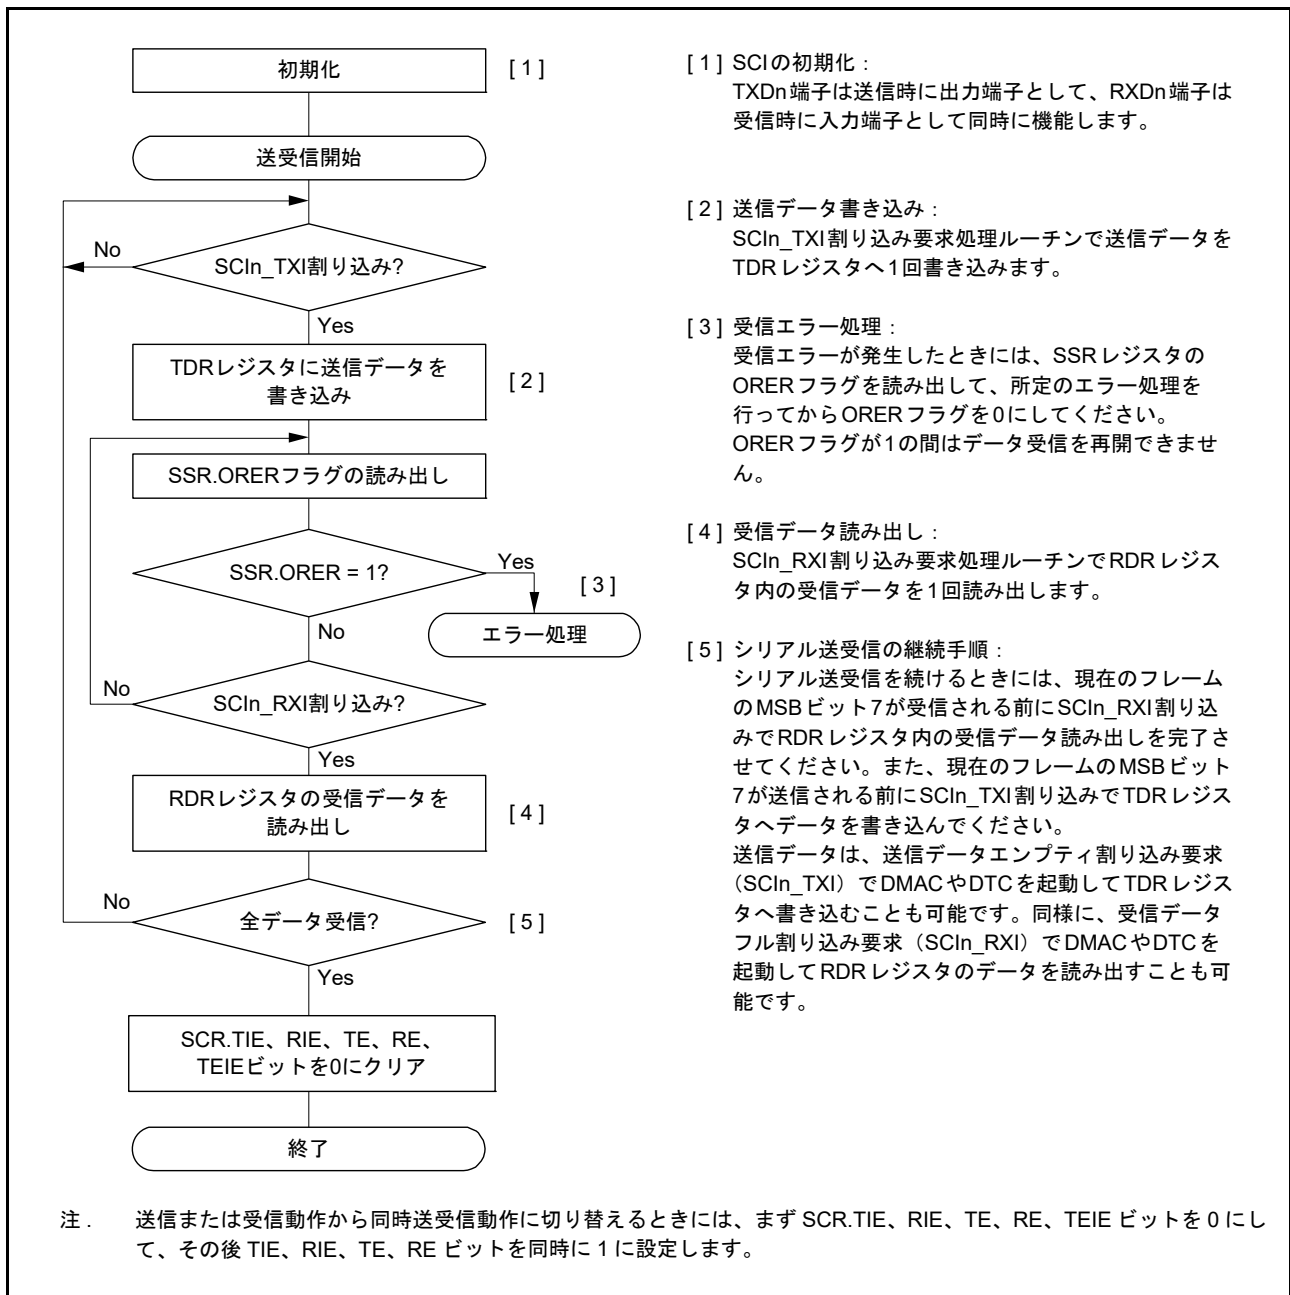 初期化
[ 1 ]
送受信開始
No
SCIn_TXI割り込み?
Yes
TDRレジスタに送信データを
書き込み
[ 2 ]
SSR.ORERフラグの読み出し
SSR.ORER = 1?
Yes
[ 3 ]
エラー処理
No
No
SCIn_RXI割り込み?
Yes
RDRレジスタの受信データを
読み出し
[ 4 ]
No
全データ受信?
[ 5 ]
Yes
SCR.TIE、RIE、TE、RE、
TEIEビットを0にクリア
終了
[ 1 ] SCIの初期化：
TXDn端子は送信時に出力端子として、RXDn端子は
受信時に入力端子として同時に機能します。
[ 2 ] 送信データ書き込み：
SCIn_TXI割り込み要求処理ルーチンで送信データを
TDRレジスタへ1回書き込みます。
[ 3 ] 受信エラー処理：
受信エラーが発生したときには、SSRレジスタの
ORERフラグを読み出して、所定のエラー処理を
行ってからORERフラグを0にしてください。
ORERフラグが1の間はデータ受信を再開できませ
ん。
[ 4 ] 受信データ読み出し：
SCIn_RXI割り込み要求処理ルーチンでRDRレジス
タ内の受信データを1回読み出します。
[ 5 ] シリアル送受信の継続手順：
シリアル送受信を続けるときには、現在のフレーム
のMSBビット7が受信される前にSCIn_RXI割り込
みでRDRレジスタ内の受信データ読み出しを完了さ
せてください。また、現在のフレームのMSBビット
7が送信される前にSCIn_TXI割り込みでTDRレジス
タへデータを書き込んでください。
送信データは、送信データエンプティ割り込み要求
（SCIn_TXI）でDMACやDTCを起動してTDRレジス
タへ書き込むことも可能です。同様に、受信データ
フル割り込み要求（SCIn_RXI）でDMACやDTCを
起動してRDRレジスタのデータを読み出すことも可
能です。
注． 送信または受信動作から同時送受信動作に切り替えるときには、まず SCR.TIE、RIE、TE、RE、TEIE ビットを 0 にし
て、その後 TIE、RIE、TE、RE ビットを同時に 1 に設定します。